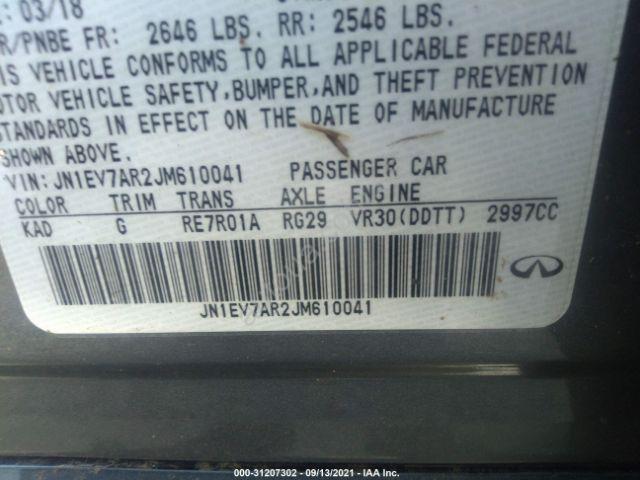 : 03/18
R/PNBE FR: 2646 LBS. RR: 2546 LBS.
IS VEHICLE CONFORMS TO ALL APPLICABLE FEDERAL
OTOR VEHICLE SAFETY, BUMPER, AND THEFT PREVENTION
STANDARDS IN EFFECT ON THE DATE OF MANUFACTURE
SHOWN ABOVE.
VIN: JN1EV7AR2JM610041 PASSENGER CAR
COLOR TRIM TRANS AXLE ENGINE
KAD G RE7R01A RG29 VR30(DDTT) 2997CC
JN1EV7AR2JM610041
000-31207302 - 09/13/2021 - IAA Inc.